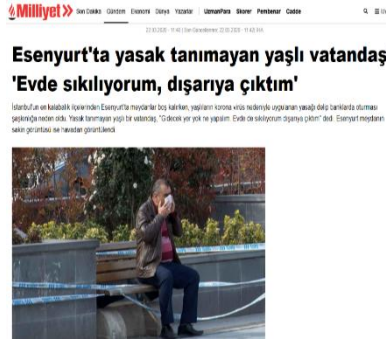 Milliyet Son Dakika Gündem Ekonomi Dünya Yazarlar UzmanPara Skorer Pembenar Cadde
Esenyurt'ta yasak tanımayan yaşlı vatandaş
'Evde sıkılıyorum, dışarıya çıktım'
İstanbul'un en kalabalık ilçelerinden Esenyurt'ta meydanlar boş kalırken, yaşlıların korona virüs nedeniyle uygulanan yasağı delip banklarda oturması
şaşkınlığa neden oldu. Yasak tanımayan yaşlı bir vatandaş, "Gidecek yer yok ne yapalım. Evde de sıkılıyorum dışarıya çıktım" dedi. Esenyurt meydanın
sakin görüntüsü ise havadan görüntülendi.